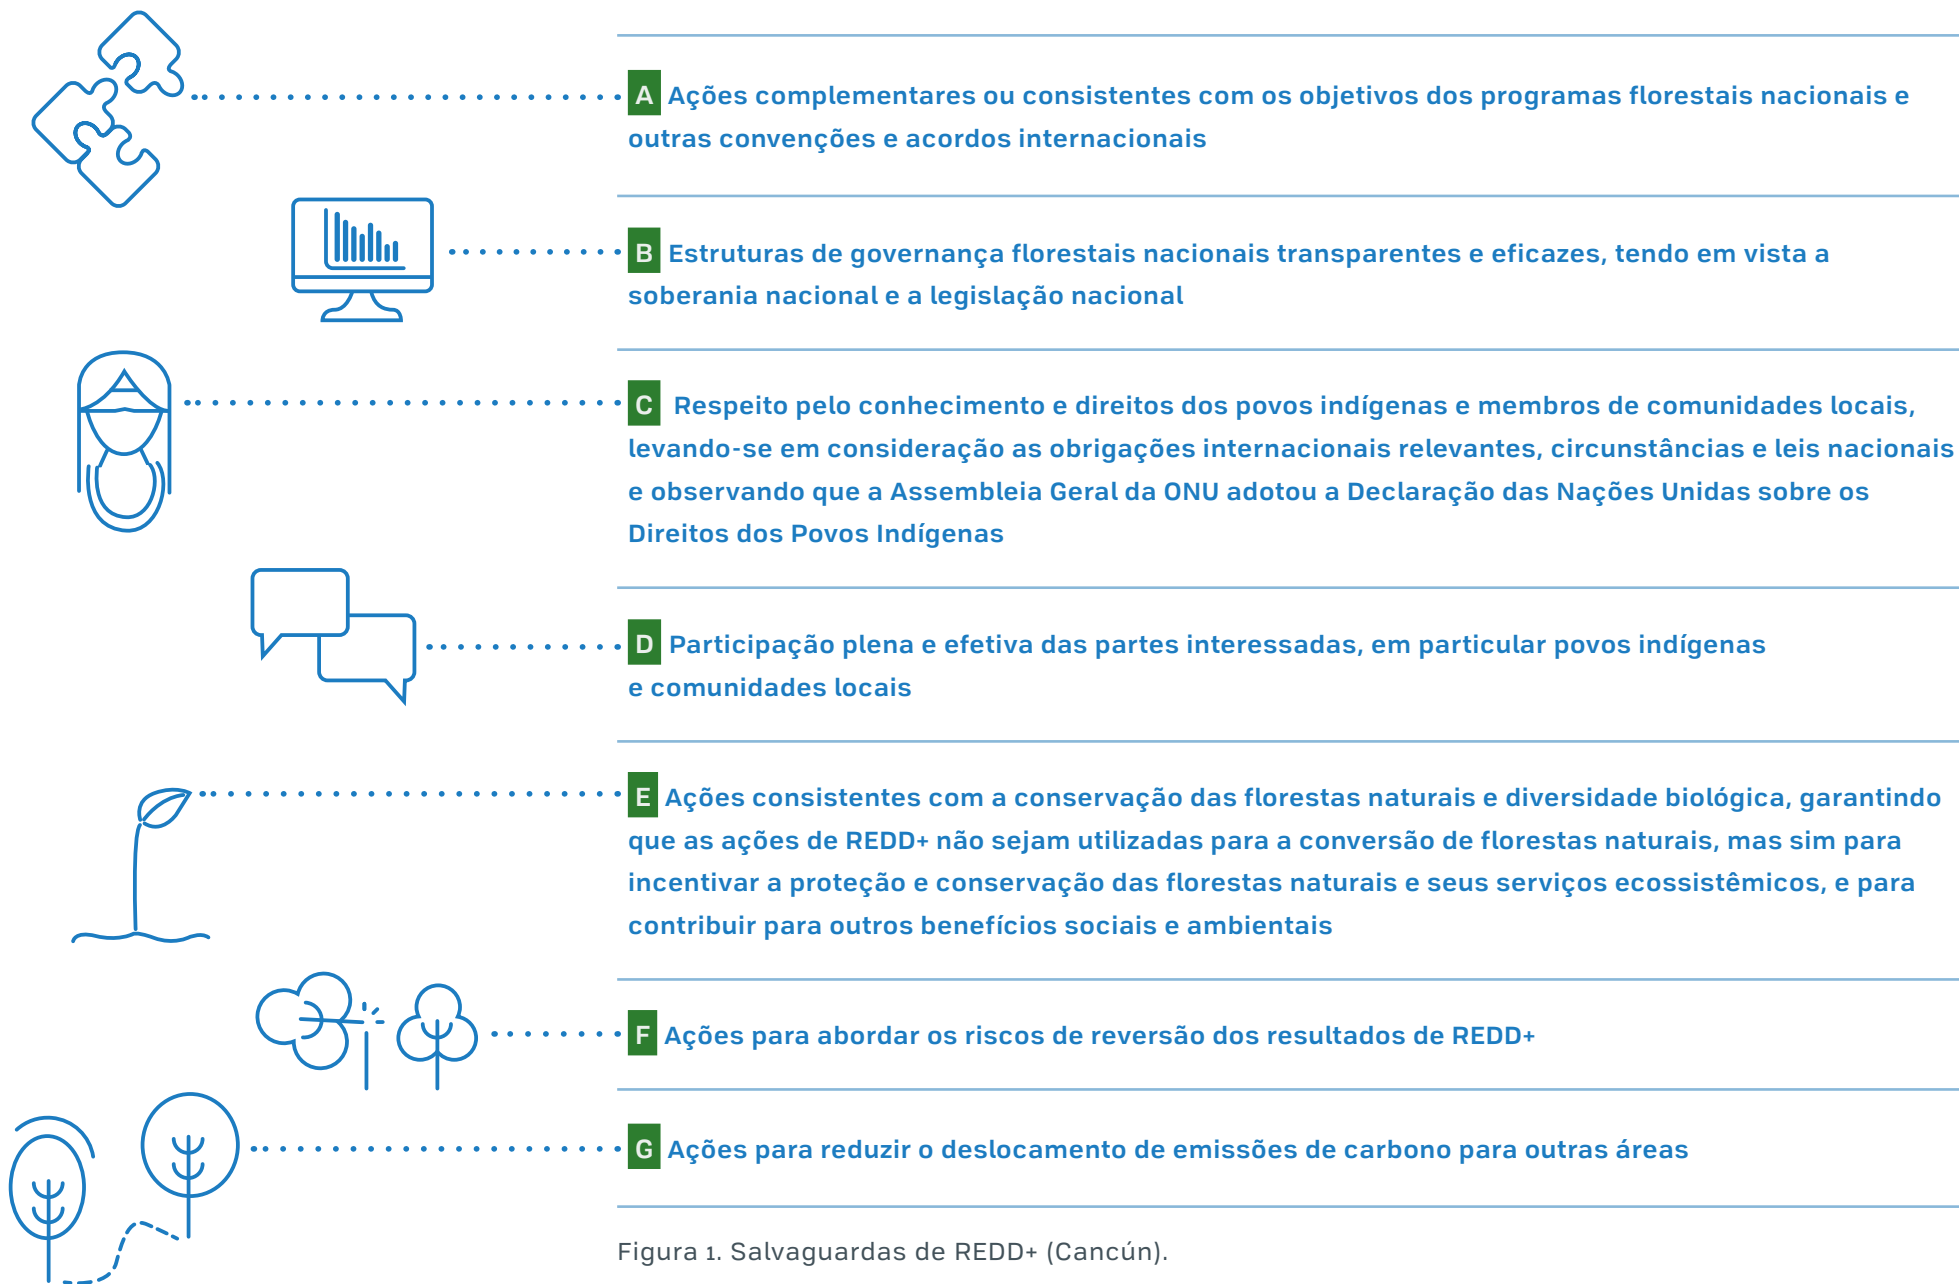 A Ações complementares ou consistentes com os objetivos dos programas florestais nacionais e
outras convenções e acordos internacionais
B Estruturas de governança florestais nacionais transparentes e eficazes, tendo em vista a
soberania nacional e a legislação nacional
C Respeito pelo conhecimento e direitos dos povos indígenas e membros de comunidades locais,
levando-se em consideração as obrigações internacionais relevantes, circunstâncias e leis nacionais
e observando que a Assembleia Geral da ONU adotou a Declaração das Nações Unidas sobre os
Direitos dos Povos Indígenas
D Participação plena e efetiva das partes interessadas, em particular povos indígenas
e comunidades locais
E Ações consistentes com a conservação das florestas naturais e diversidade biológica, garantindo
que as ações de REDD+ não sejam utilizadas para a conversão de florestas naturais, mas sim para
incentivar a proteção e conservação das florestas naturais e seus serviços ecossistêmicos, e para
contribuir para outros benefícios sociais e ambientais
F Ações para abordar os riscos de reversão dos resultados de REDD+
G Ações para reduzir o deslocamento de emissões de carbono para outras áreas
Figura 1. Salvaguardas de REDD+ (Cancún).